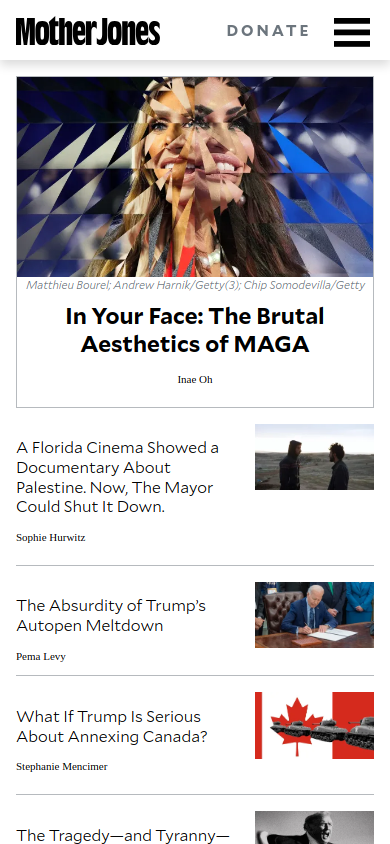 Mother Jones
DONATE
Matthieu Bourel; Andrew Harnik/Getty(3); Chip Somodevilla/Getty
In Your Face: The Brutal
Aesthetics of MAGA
Inae Oh
A Florida Cinema Showed a
Documentary About
Palestine. Now, The Mayor
Could Shut It Down.
Sophie Hurwitz
The Absurdity of Trump’s
Autopen Meltdown
Pema Levy
What If Trump Is Serious
About Annexing Canada?
Stephanie Mencimer
The Tragedy—and Tyranny—